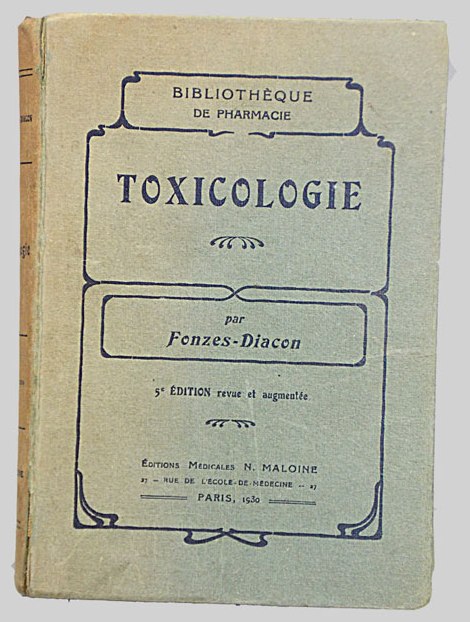 BIBLIOTHÈQUE
DE PHARMACIE
TOXICOLOGIE
par
Fonzes-Diacon
5e ÉDITION revue et augmentée
ÉDITIONS MÉDICALES N. MALOINE
27 — RUE DE L'ÉCOLE-DE-MÉDECINE — 27
PARIS, 1930